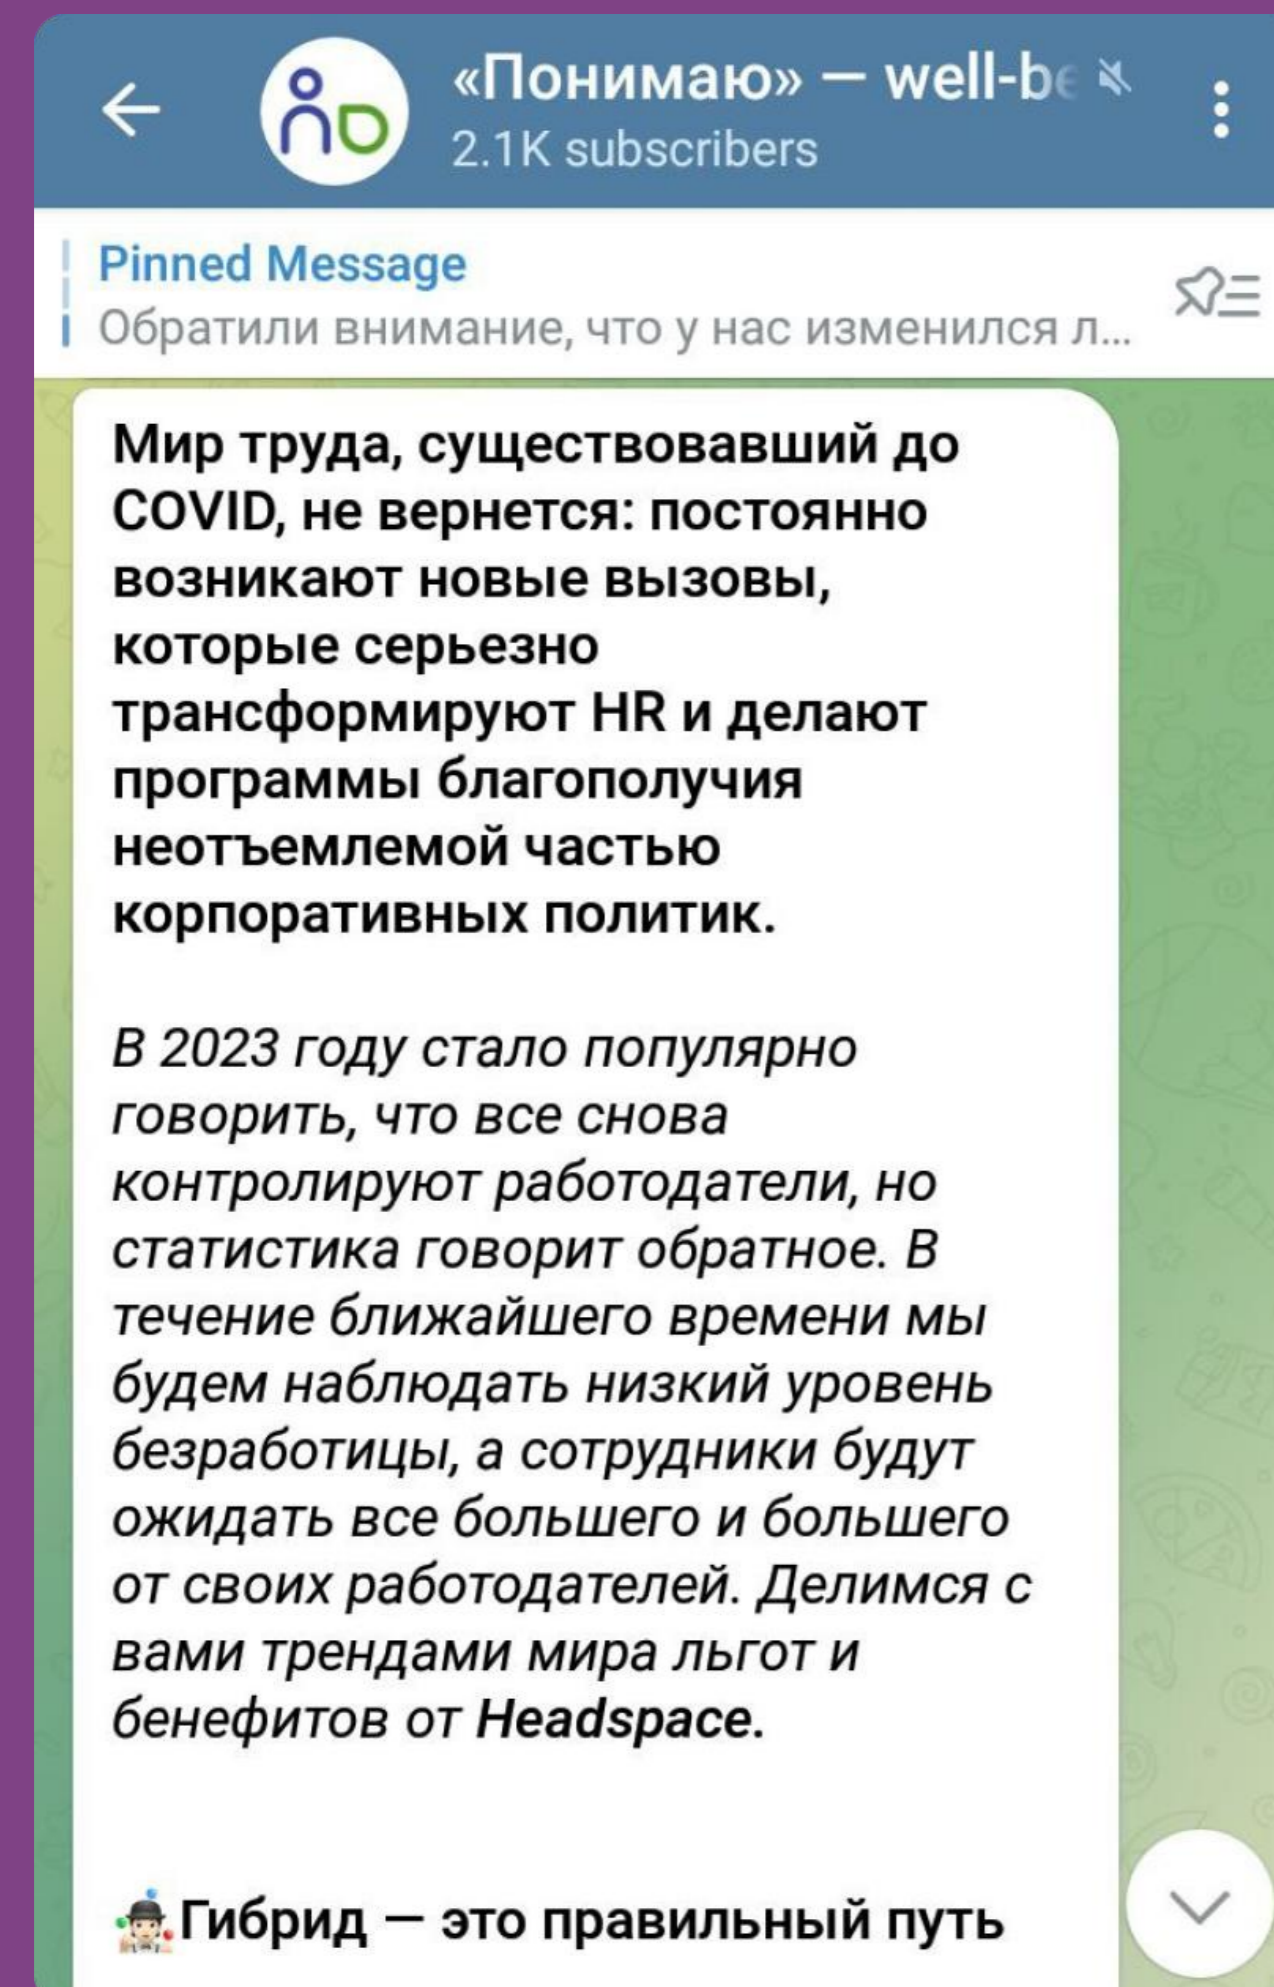 «Понимаю» — well-be
2.1K subscribers
Pinned Message
Обратили внимание, что у нас изменился л...
Мир труда, существовавший до
COVID, не вернется: постоянно
возникают новые вызовы,
которые серьезно
трансформируют HR и делают
программы благополучия
неотъемлемой частью
корпоративных политик.
В 2023 году стало популярно
говорить, что все снова
контролируют работодатели, но
статистика говорит обратное. В
течение ближайшего времени мы
будем наблюдать низкий уровень
безработицы, а сотрудники будут
ожидать все большего и большего
от своих работодателей. Делимся с
вами трендами мира льгот и
бенефитов от Headspace.
Гибрид — это правильный путь